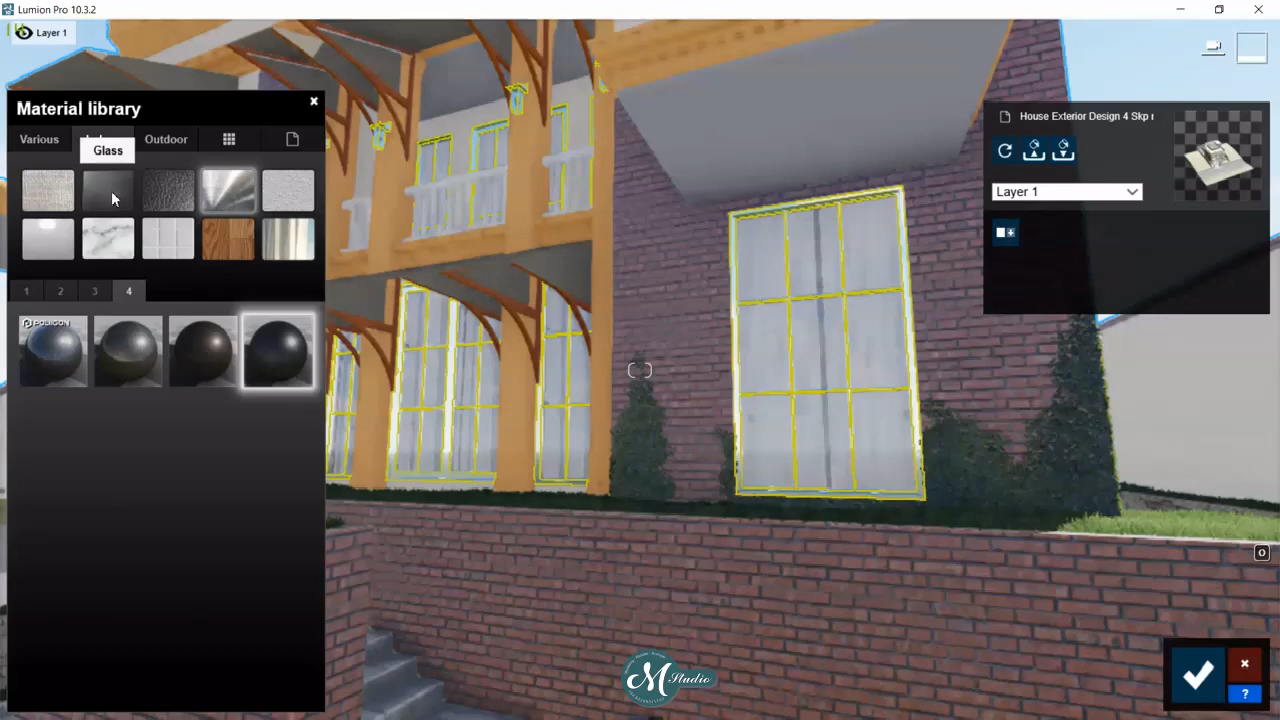 Lumion Pro 10.3.2
Layer 1
Material library
Various
Outdoor
Glass
1 2 3 4
POLIIGON
House Exterior Design 4 Skp
Layer 1
O
M Studio
?